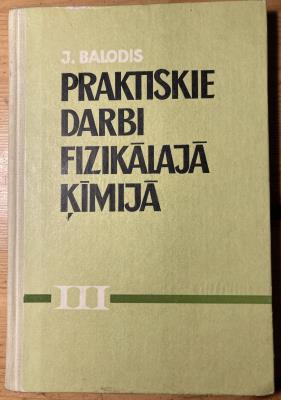 J. BALODIS
PRAKTISKIE
DARBI
FIZIKĀLAJĀ
ĶĪMIJĀ
III